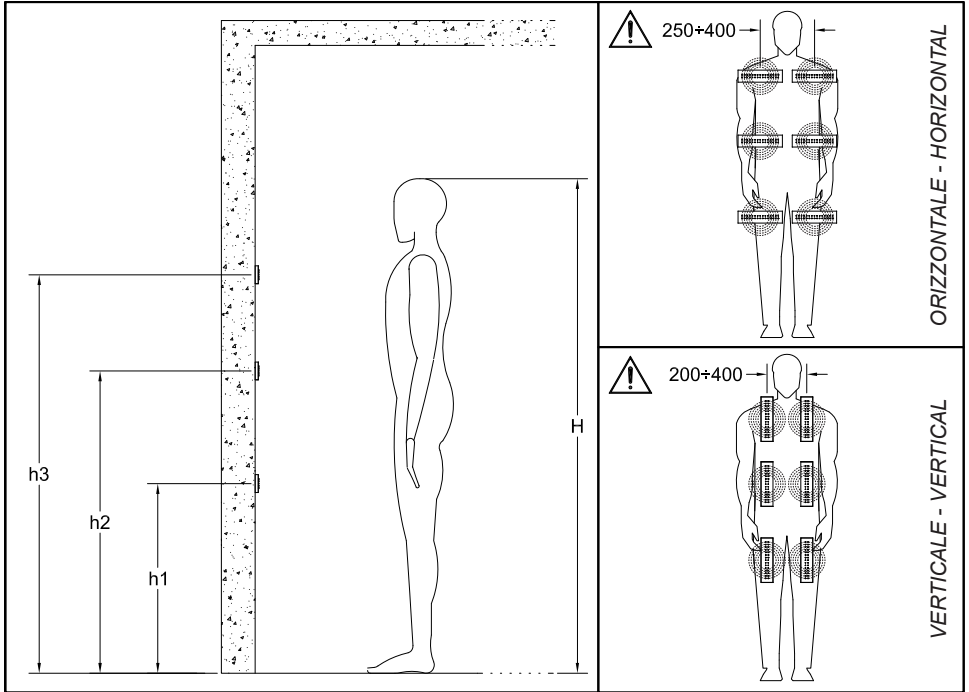 h3
h2
h1
H
250÷400
ORIZZONTALE - HORIZONTAL
200÷400
VERTICALE - VERTICAL